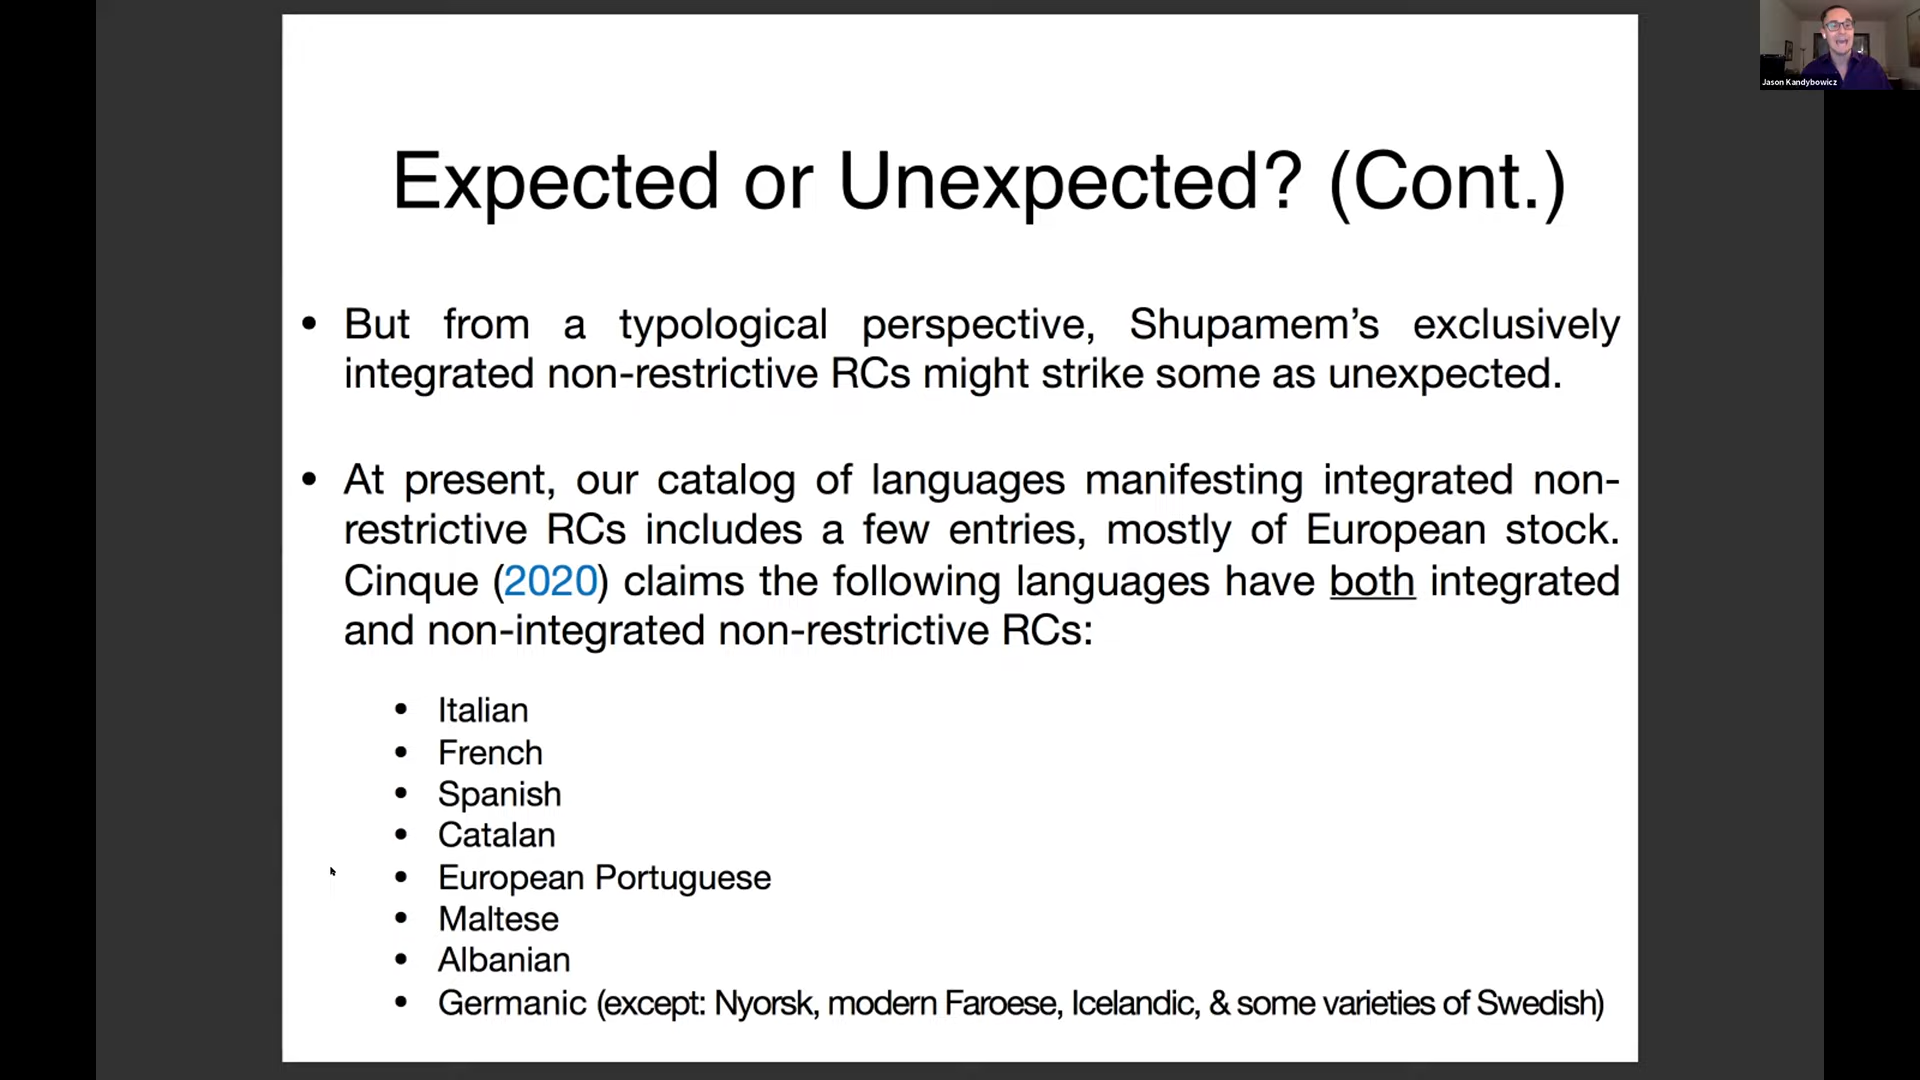 Jason Kandybowicz
Expected or Unexpected? (Cont.)
• But from a typological perspective, Shupamem’s exclusively
integrated non-restrictive RCs might strike some as unexpected.
• At present, our catalog of languages manifesting integrated non-
restrictive RCs includes a few entries, mostly of European stock.
Cinque (2020) claims the following languages have both integrated
and non-integrated non-restrictive RCs:
• Italian
• French
• Spanish
• Catalan
• European Portuguese
• Maltese
• Albanian
• Germanic (except: Nyorsk, modern Faroese, Icelandic, & some varieties of Swedish)